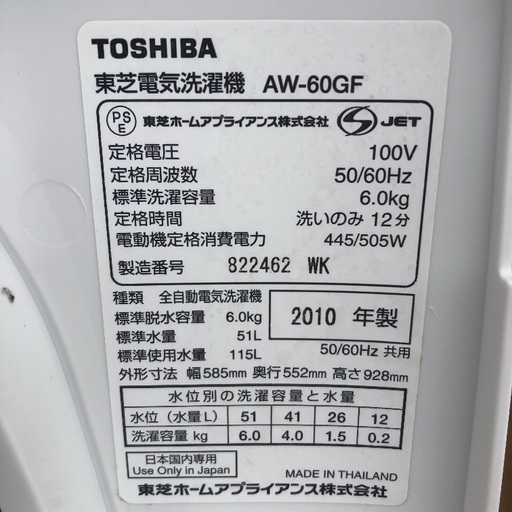 TOSHIBA
東芝電気洗濯機 AW-60GF
PS E 東芝ホームアプライアンス株式会社 S JET
定格電圧 100V
定格周波数 50/60Hz
標準洗濯容量 6.0kg
定格時間 洗いのみ 12分
電動機定格消費電力 445/505W
製造番号 822462 WK
種類 全自動電気洗濯機
標準脱水容量 6.0kg
標準水量 51L
標準使用水量 115L
2010 年製
50/60Hz 共用
外形寸法 幅585mm 奥行552mm 高さ928mm
水位別の洗濯容量と水量
水位(水量L) 51 41 26 12
洗濯容量 kg 6.0 4.0 1.5 0.2
日本国内専用
Use Only in Japan
MADE IN THAILAND
東芝ホームアプライアンス株式会社